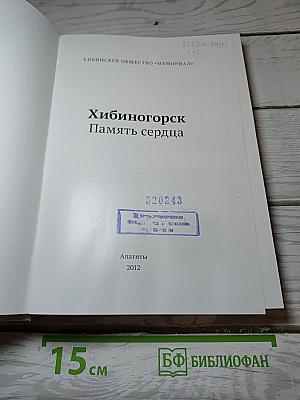 ХИБИНСКОЕ ОБЩЕСТВО «МЕМОРИАЛ»
Хибиногорск
Память сердца
320243
Апатиты
2012
15 см
БФ БИБЛИОФАН